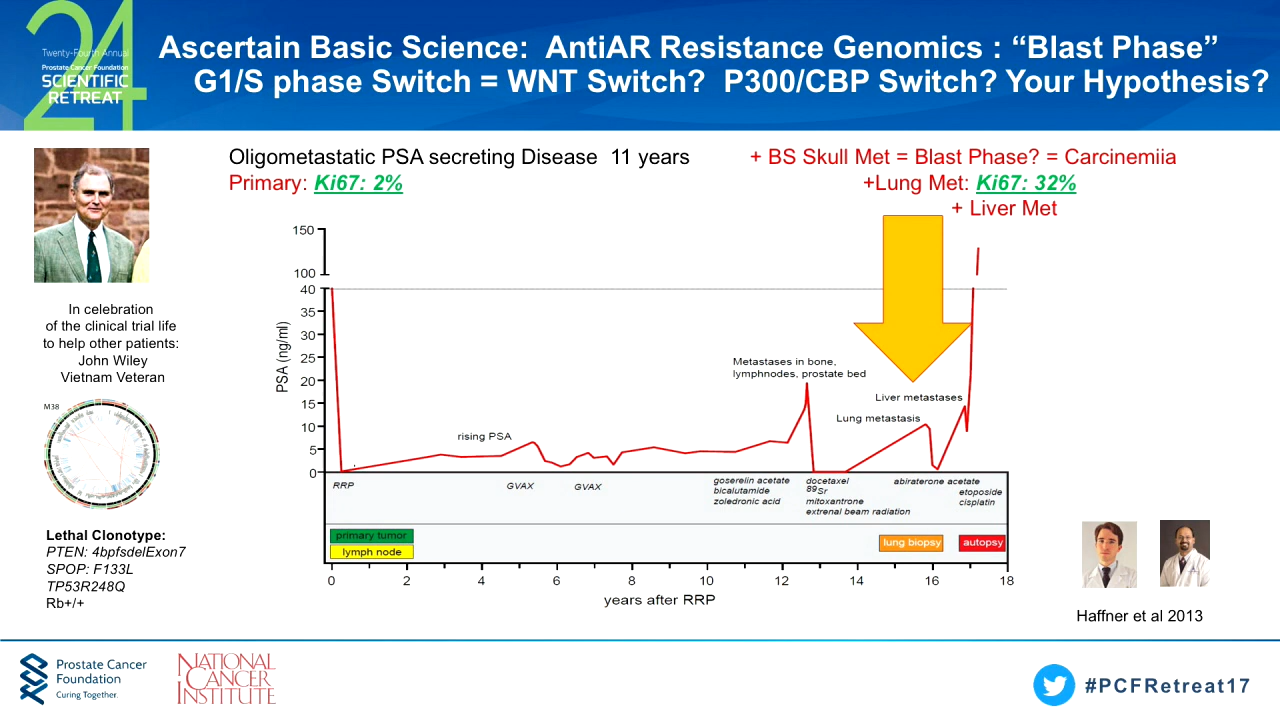 24
Twenty-Fourth Annual
Prostate Cancer Foundation
SCIENTIFIC
RETREAT
Ascertain Basic Science: AntiAR Resistance Genomics : “Blast Phase”
G1/S phase Switch = WNT Switch? P300/CBP Switch? Your Hypothesis?
Oligometastatic PSA secreting Disease 11 years
Primary: Ki67: 2%
+ BS Skull Met = Blast Phase? = Carcinemiia
+Lung Met: Ki67: 32%
+ Liver Met
In celebration
of the clinical trial life
to help other patients:
John Wiley
Vietnam Veteran
M38
Lethal Clonotype:
PTEN: 4bpfsdelExon7
SPOP: F133L
TP53R248Q
Rb+/+
PSA (ng/ml)
150
100
40
35
30
25
20
15
10
5
0
rising PSA
Metastases in bone,
lymphnodes, prostate bed
Liver metastases
Lung metastasis
RRP
GVAX
GVAX
goserelin acetate
bicalutamide
zoledronic acid
docetaxel
89Sr
mitoxantrone
extrenal beam radiation
abiraterone acetate
etoposide
cisplatin
primary tumor
lymph node
lung biopsy
autopsy
0 2 4 6 8 10 12 14 16 18
years after RRP
Haffner et al 2013
Prostate Cancer
Foundation
Curing Together.
NATIONAL
CANCER
INSTITUTE
#PCFRetreat17